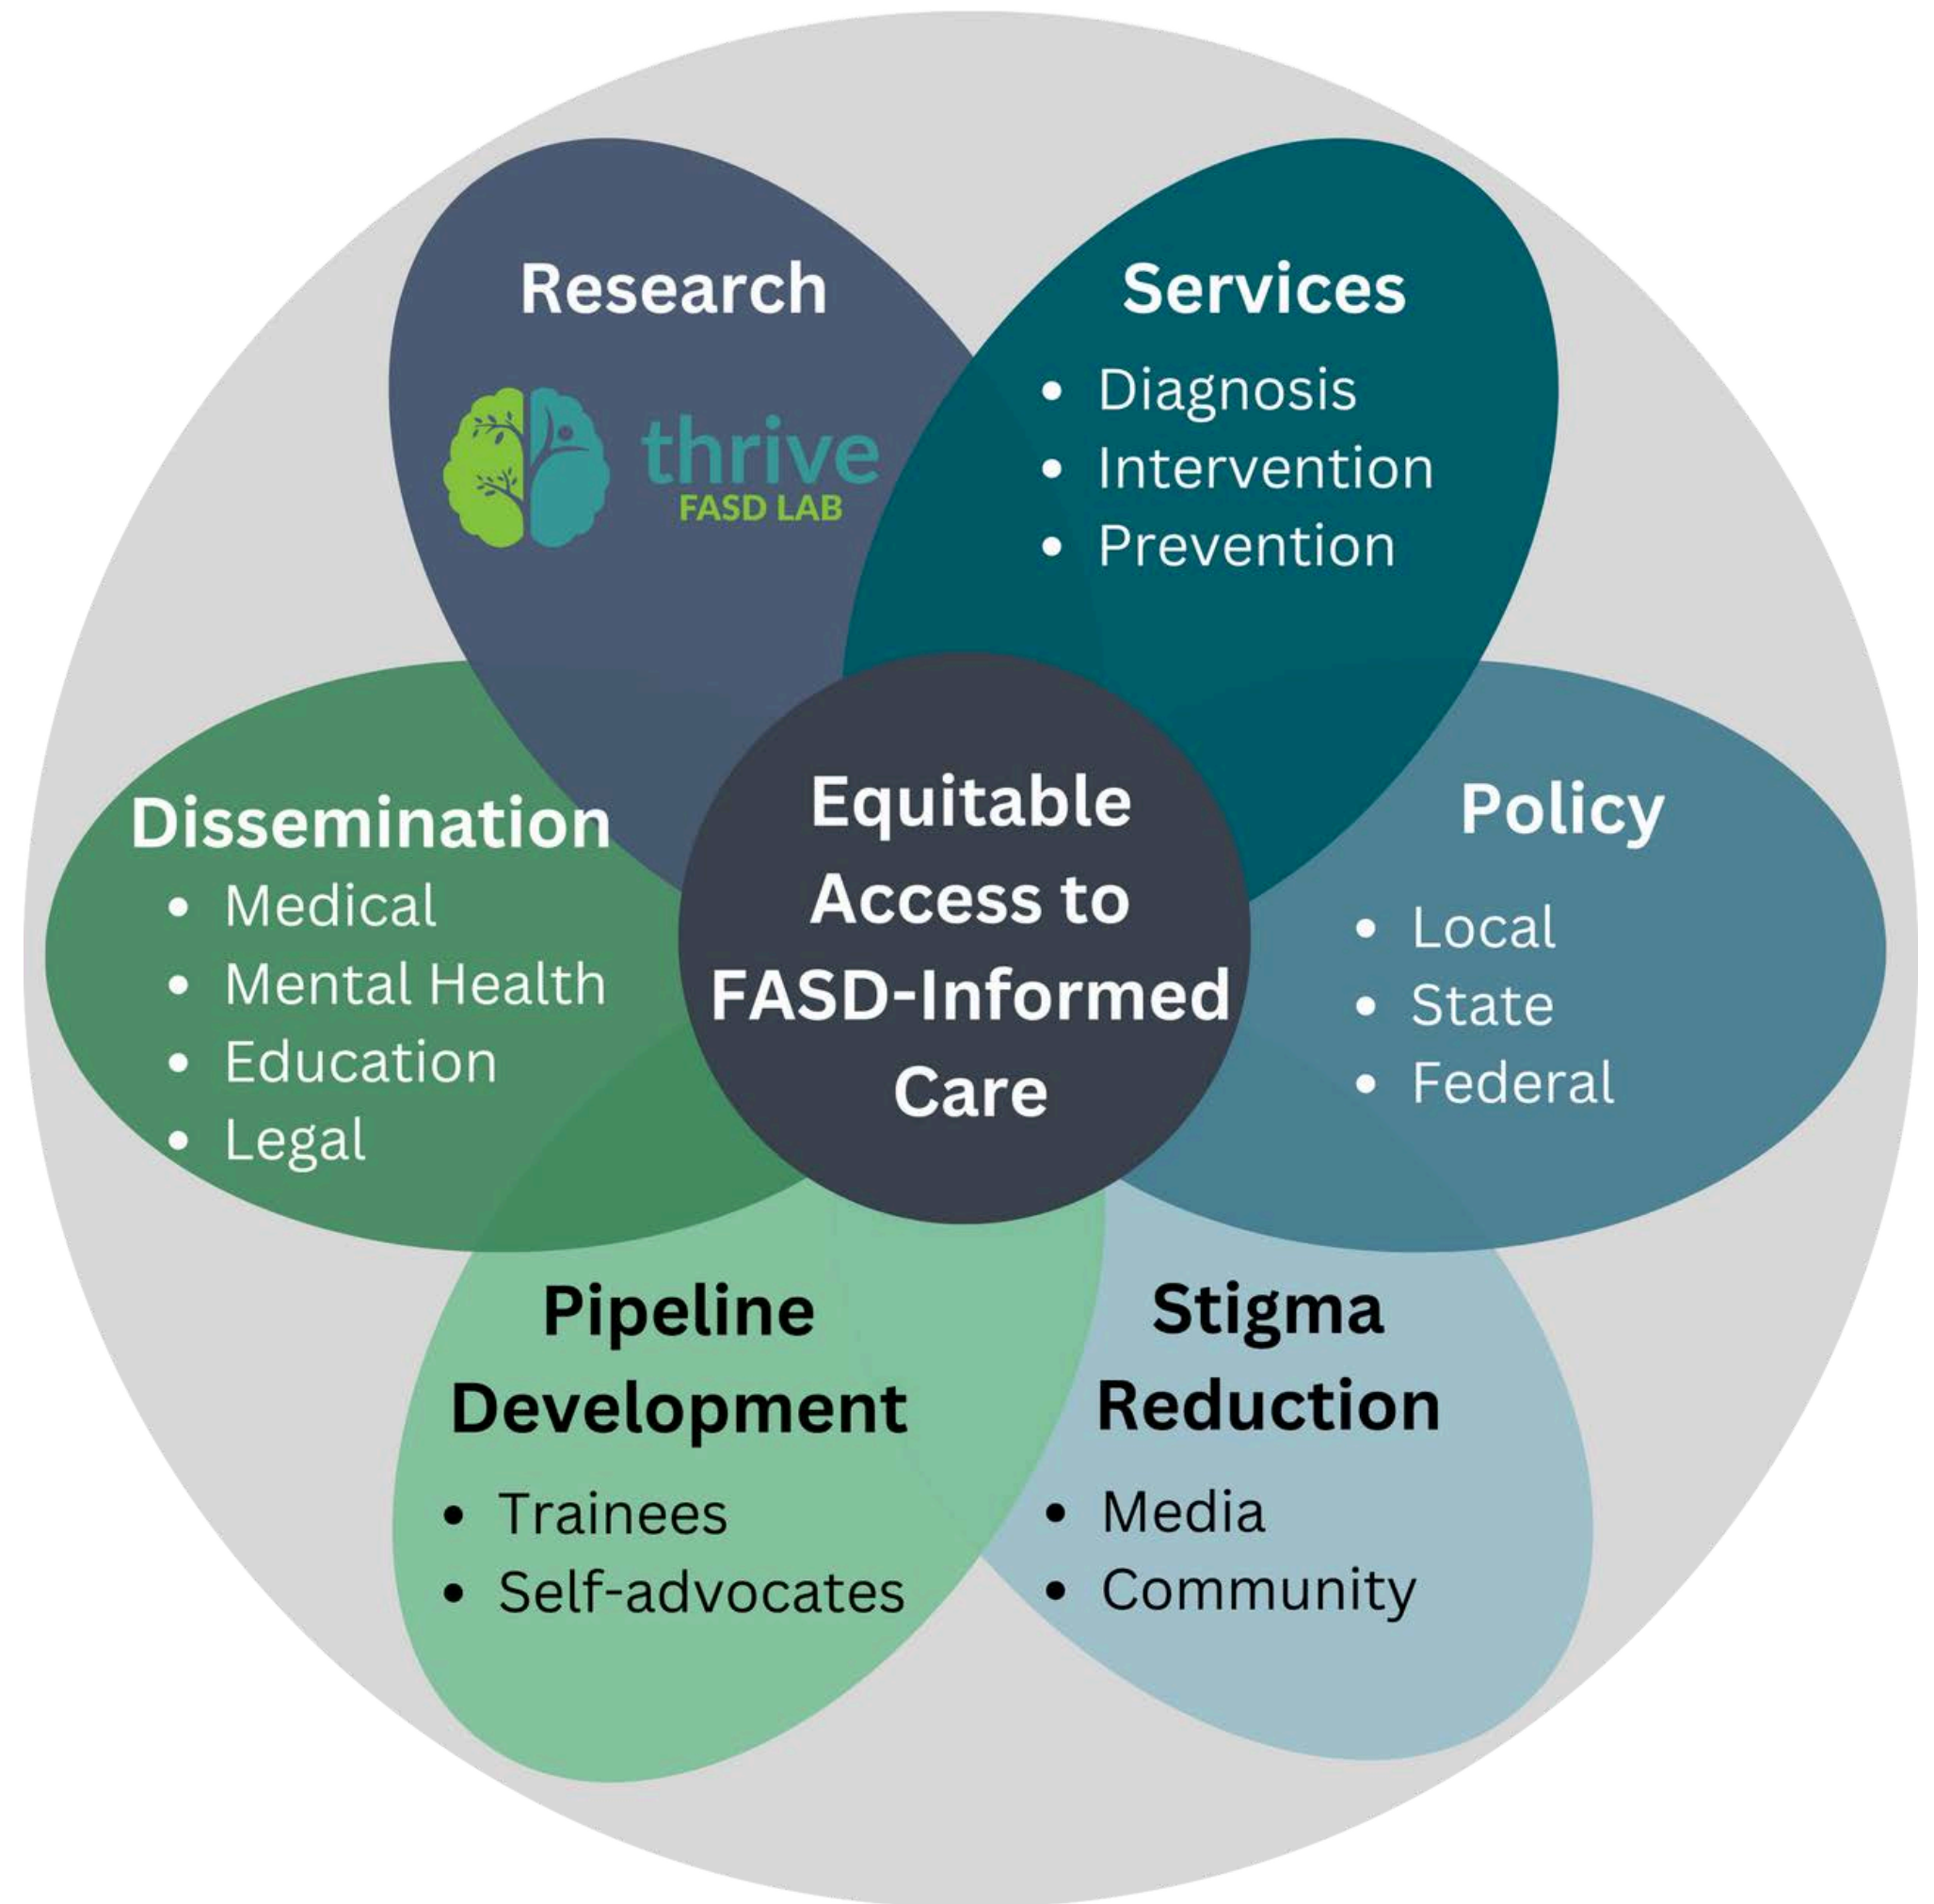 Research
thrive
FASD LAB
Services
• Diagnosis
• Intervention
• Prevention
Dissemination
• Medical
• Mental Health
• Education
• Legal
Equitable
Access to
FASD-Informed
Care
Policy
• Local
• State
• Federal
Pipeline
Development
• Trainees
• Self-advocates
Stigma
Reduction
• Media
• Community